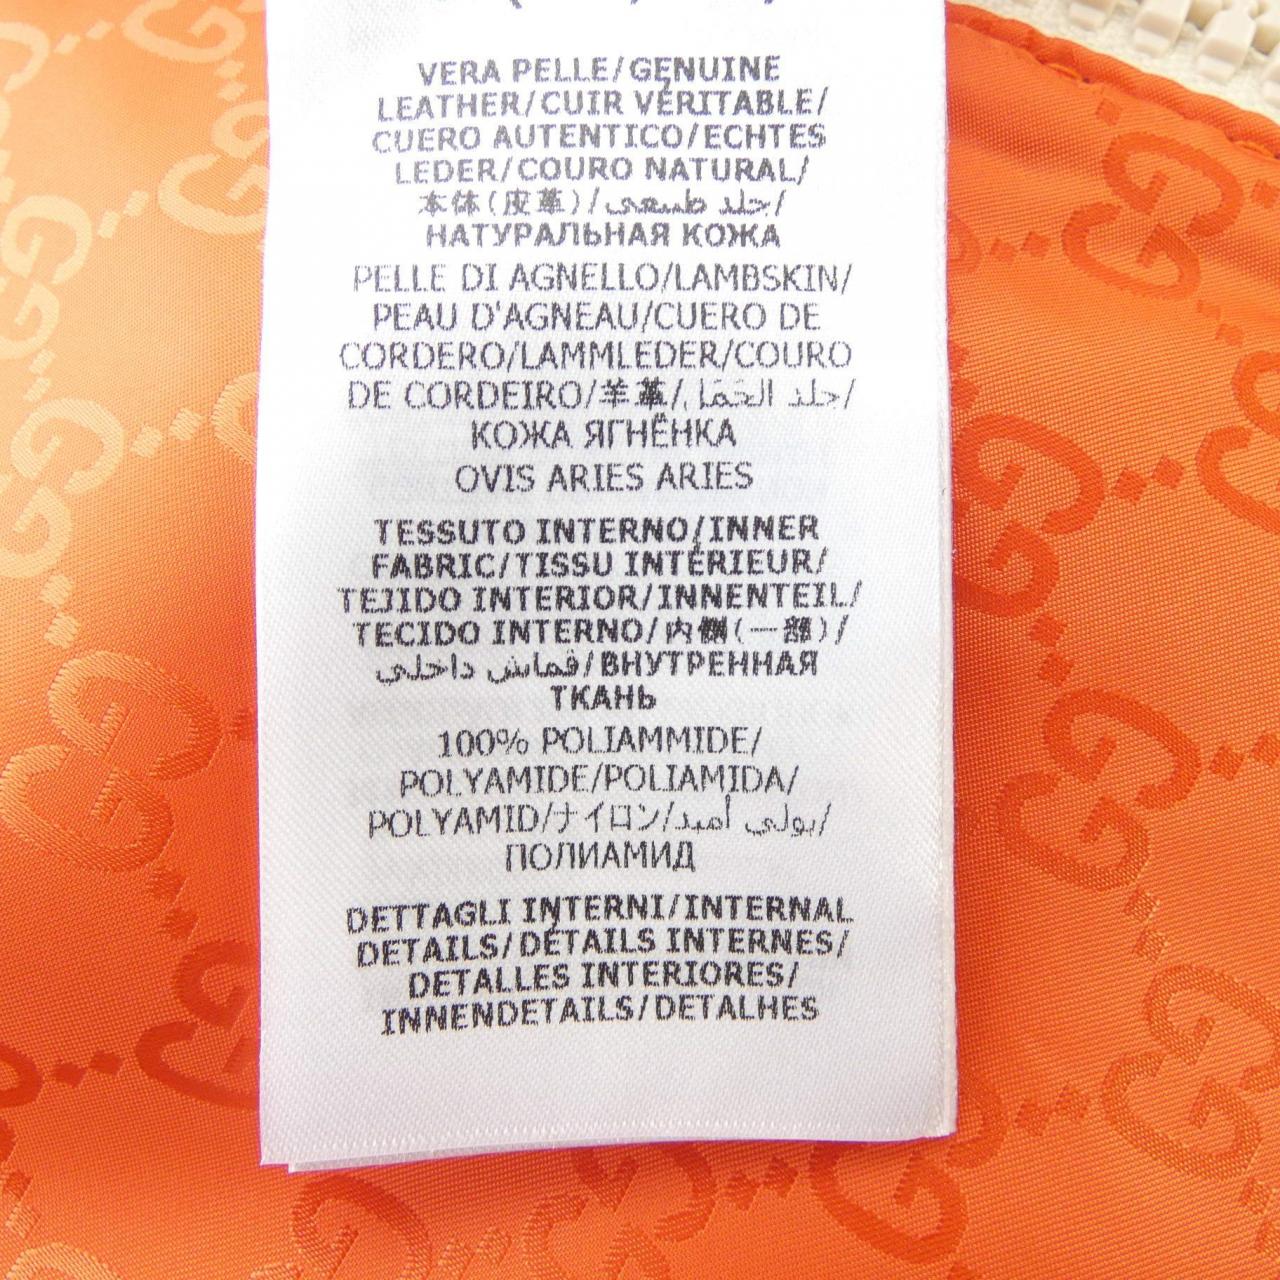 VERA PELLE/GENUINE
LEATHER/CUIR VÉRITABLE/
CUERO AUTENTICO/ECHTES
LEDER/COURO NATURAL/
本体(皮革)/جلد طبيعي/
НАТУРАЛЬНАЯ КОЖА
PELLE DI AGNELLO/LAMBSKIN/
PEAU D'AGNEAU/CUERO DE
CORDERO/LAMMLEDER/COURO
DE CORDEIRO/羊革/جلد/
КОЖА ЯГНЁНКА
OVIS ARIES ARIES
TESSUTO INTERNO/INNER
FABRIC/TISSU INTÉRIEUR/
TEJIDO INTERIOR/INNENTEIL/
TECIDO INTERNO/内側(一部)/
قماش داخلي/ВНУТРЕННАЯ
ТКАНЬ
100% POLIAMMIDE/
POLYAMIDE/POLIAMIDA/
POLYAMID/ナイロン/بولي أميد/
ПОЛИАМИД
DETTAGLI INTERNI/INTERNAL
DETAILS/DÉTAILS INTERNES/
DETALLES INTERIORES/
INNENDETAILS/DETALHES